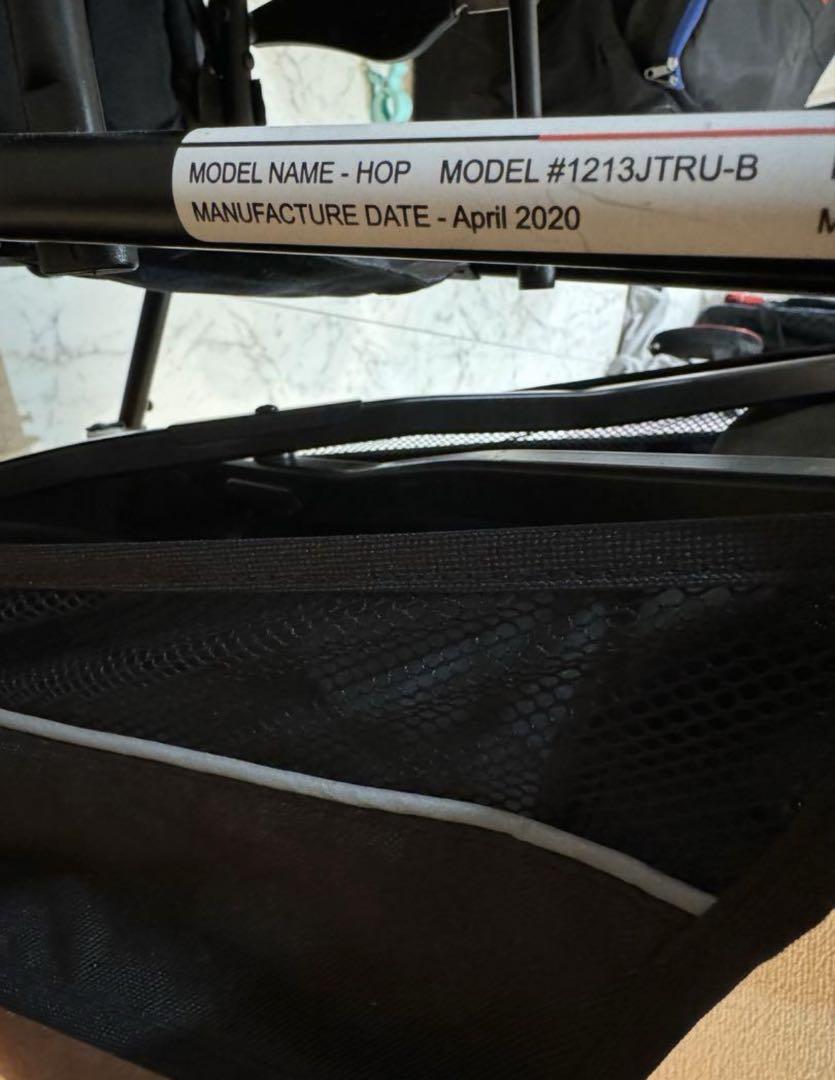 MODEL NAME - HOP MODEL #1213JTRU-B
MANUFACTURE DATE - April 2020